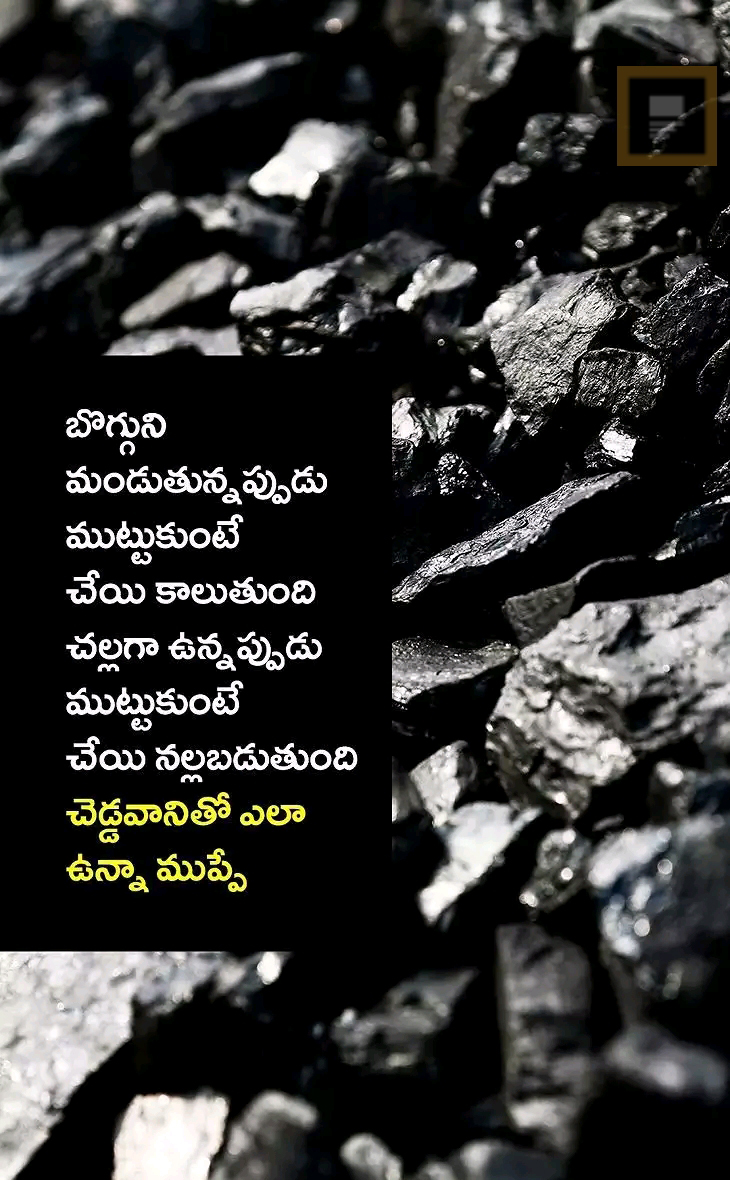 బొగ్గుని
మండుతున్నప్పుడు
ముట్టుకుంటే
చేయి కాలుతుంది
చల్లగా ఉన్నప్పుడు
ముట్టుకుంటే
చేయి నల్లబడుతుంది
చెడ్డవానితో ఎలా
ఉన్నా ముప్పే